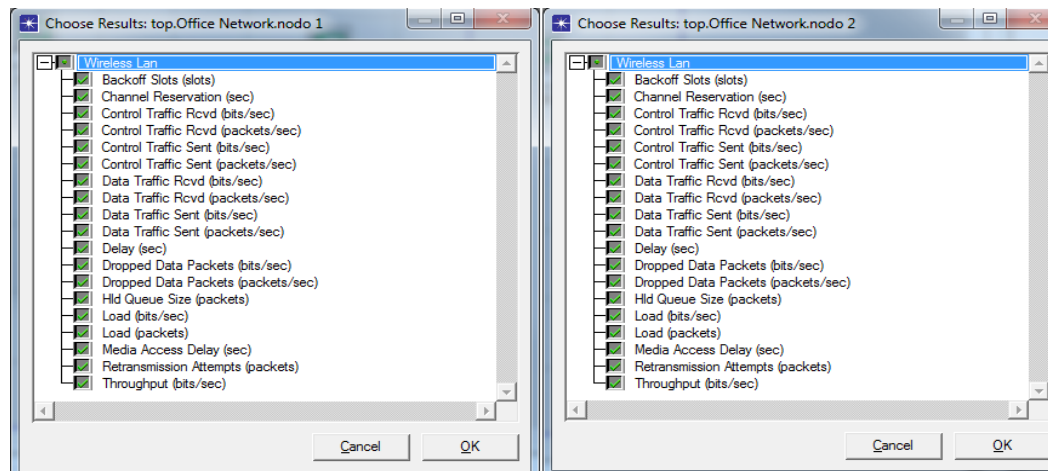 Choose Results: top.Office Network.nodo 1
Wireless Lan
Backoff Slots (slots)
Channel Reservation (sec)
Control Traffic Rcvd (bits/sec)
Control Traffic Rcvd (packets/sec)
Control Traffic Sent (bits/sec)
Control Traffic Sent (packets/sec)
Data Traffic Rcvd (bits/sec)
Data Traffic Rcvd (packets/sec)
Data Traffic Sent (bits/sec)
Data Traffic Sent (packets/sec)
Delay (sec)
Dropped Data Packets (bits/sec)
Dropped Data Packets (packets/sec)
Hld Queue Size (packets)
Load (bits/sec)
Load (packets)
Media Access Delay (sec)
Retransmission Attempts (packets)
Throughput (bits/sec)
Cancel
OK
Choose Results: top.Office Network.nodo 2
Wireless Lan
Backoff Slots (slots)
Channel Reservation (sec)
Control Traffic Rcvd (bits/sec)
Control Traffic Rcvd (packets/sec)
Control Traffic Sent (bits/sec)
Control Traffic Sent (packets/sec)
Data Traffic Rcvd (bits/sec)
Data Traffic Rcvd (packets/sec)
Data Traffic Sent (bits/sec)
Data Traffic Sent (packets/sec)
Delay (sec)
Dropped Data Packets (bits/sec)
Dropped Data Packets (packets/sec)
Hld Queue Size (packets)
Load (bits/sec)
Load (packets)
Media Access Delay (sec)
Retransmission Attempts (packets)
Throughput (bits/sec)
Cancel
OK